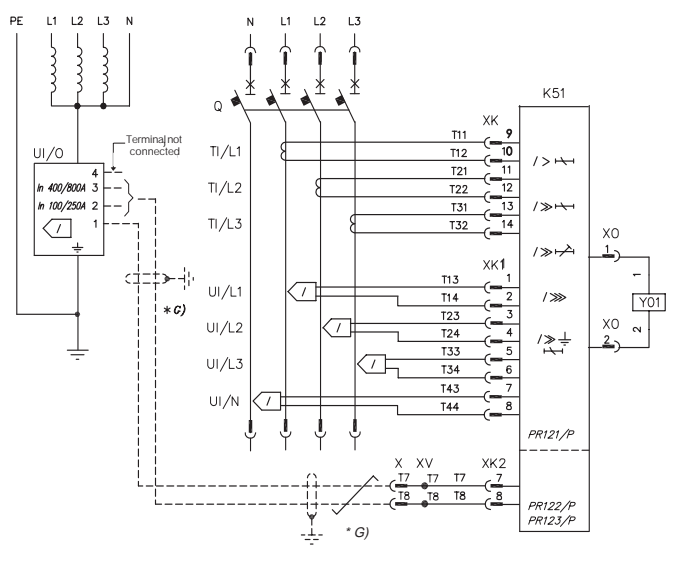 PE L1 L2 L3 N
N L1 L2 L3
Q
K51
XK
Terminal not
connected
UI/O
4
In 400/800A 3
In 100/250A 2
1
/
* G)
TI/L1
T11 9
T12 10
/ >
TI/L2
T21 11
T22 12
TI/L3
T31 13
T32 14
/ >>
/ >>
/ >>>
/ >>
XK1
UI/L1 /
T13 1
T14 2
UI/L2 /
T23 3
T24 4
UI/L3 /
T33 5
T34 6
UI/N /
T43 7
T44 8
XO
1
1
YO1
XO
2
2
PR121/P
X XV XK2
T7 T7 T7 7
T8 T8 T8 8
PR122/P
PR123/P
* G)